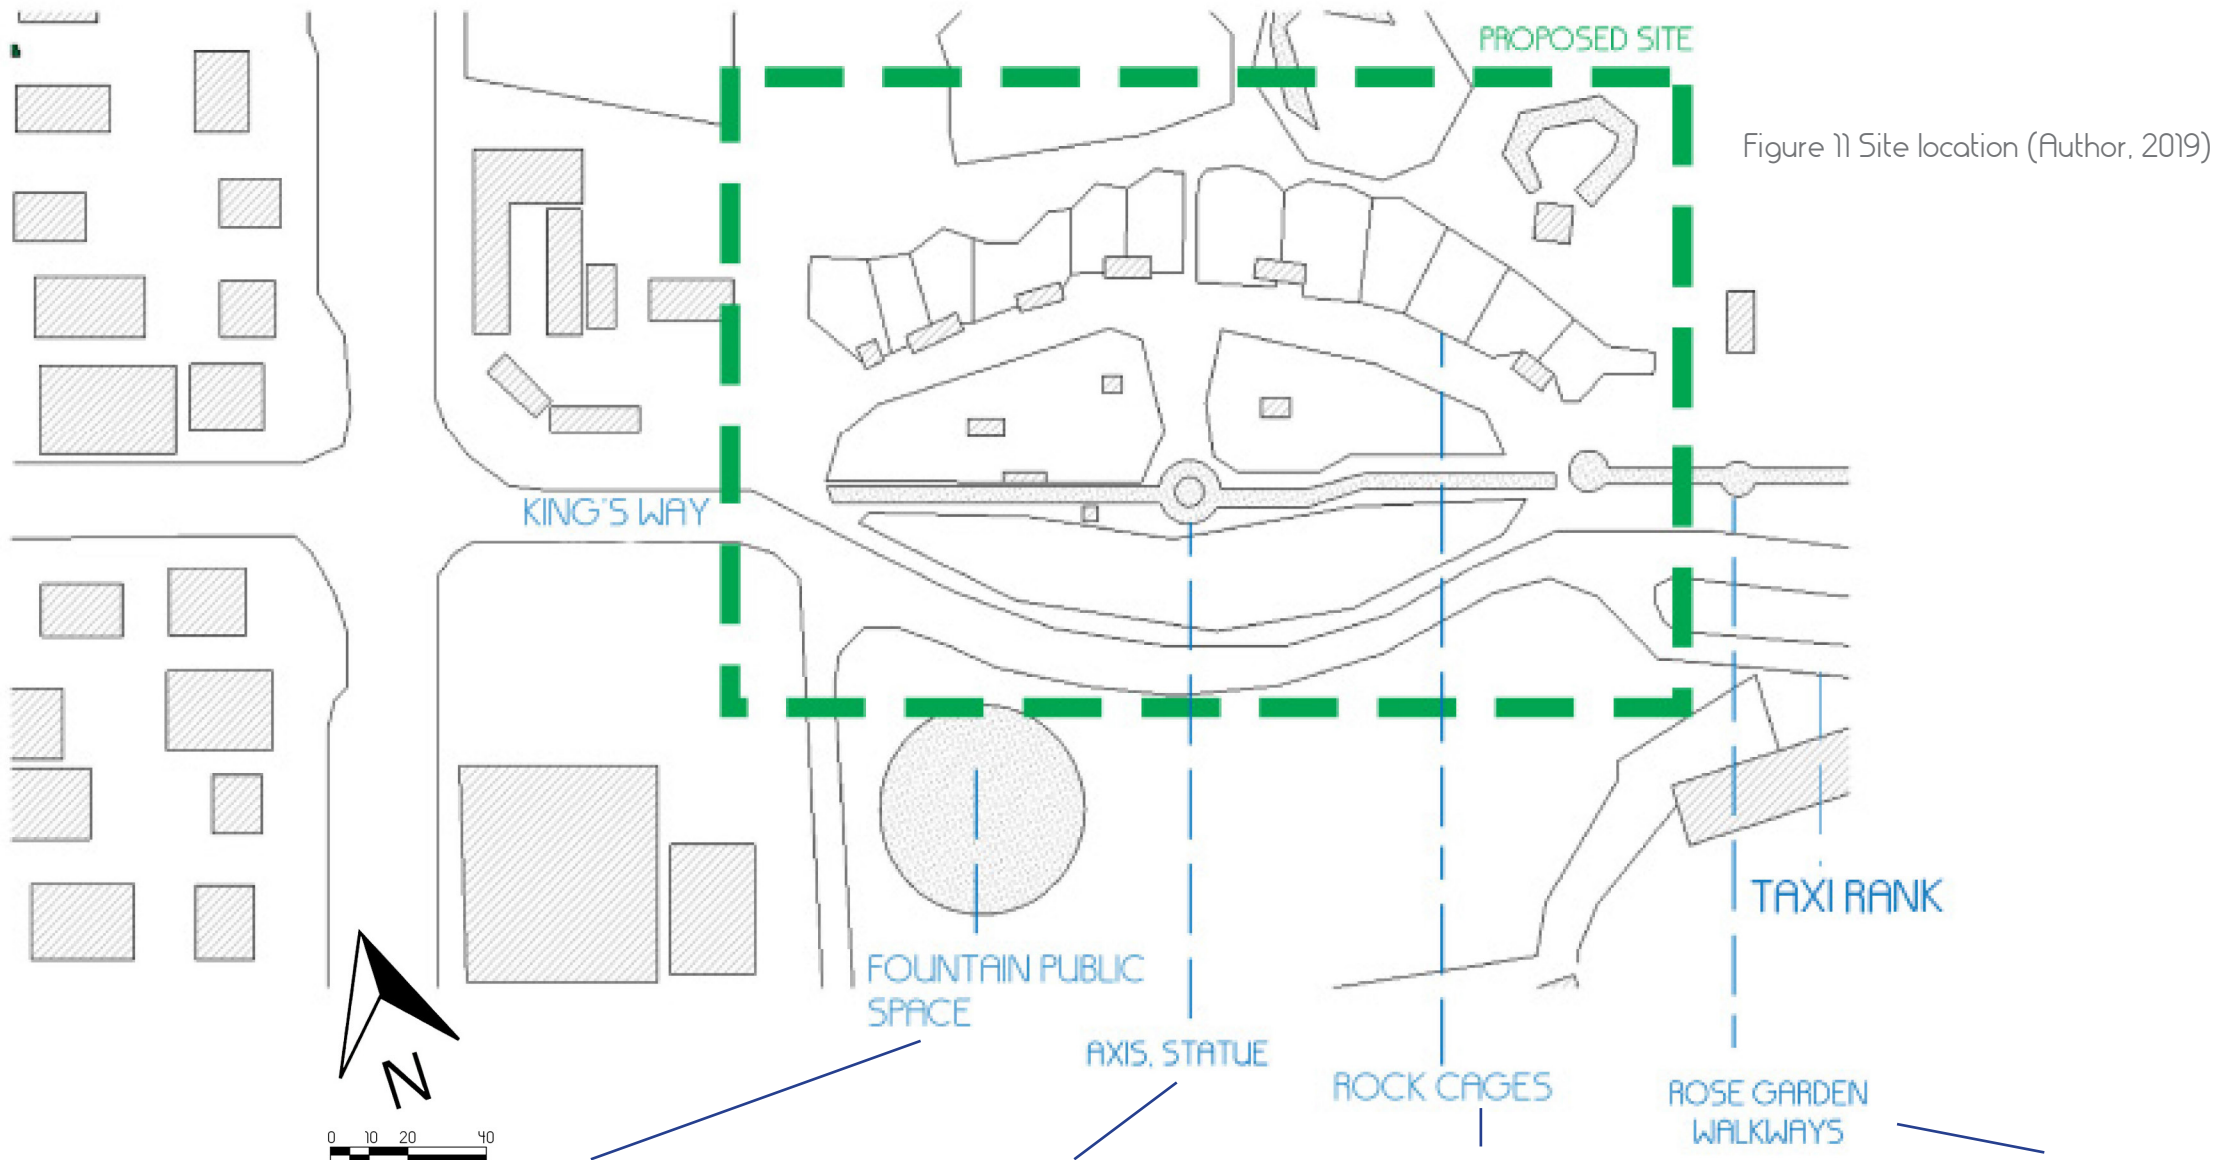 PROPOSED SITE
Figure 11 Site location (Author, 2019)
KING'S WAY
TAXI RANK
FOUNTAIN PUBLIC
SPACE
AXIS, STATUE
ROCK CAGES
ROSE GARDEN
WALKWAYS
N
0 10 20 40